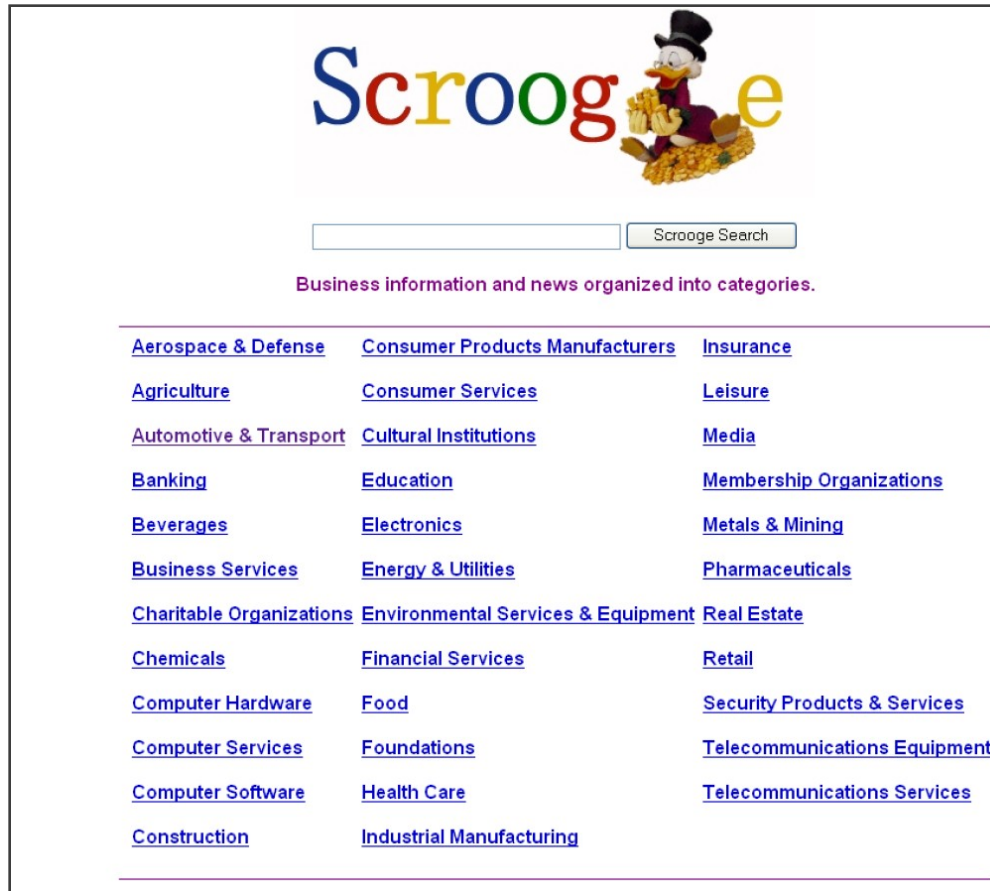 Scroogle
Scrooge Search
Business information and news organized into categories.
Aerospace & Defense Consumer Products Manufacturers Insurance
Agriculture Consumer Services Leisure
Automotive & Transport Cultural Institutions Media
Banking Education Membership Organizations
Beverages Electronics Metals & Mining
Business Services Energy & Utilities Pharmaceuticals
Charitable Organizations Environmental Services & Equipment Real Estate
Chemicals Financial Services Retail
Computer Hardware Food Security Products & Services
Computer Services Foundations Telecommunications Equipment
Computer Software Health Care Telecommunications Services
Construction Industrial Manufacturing